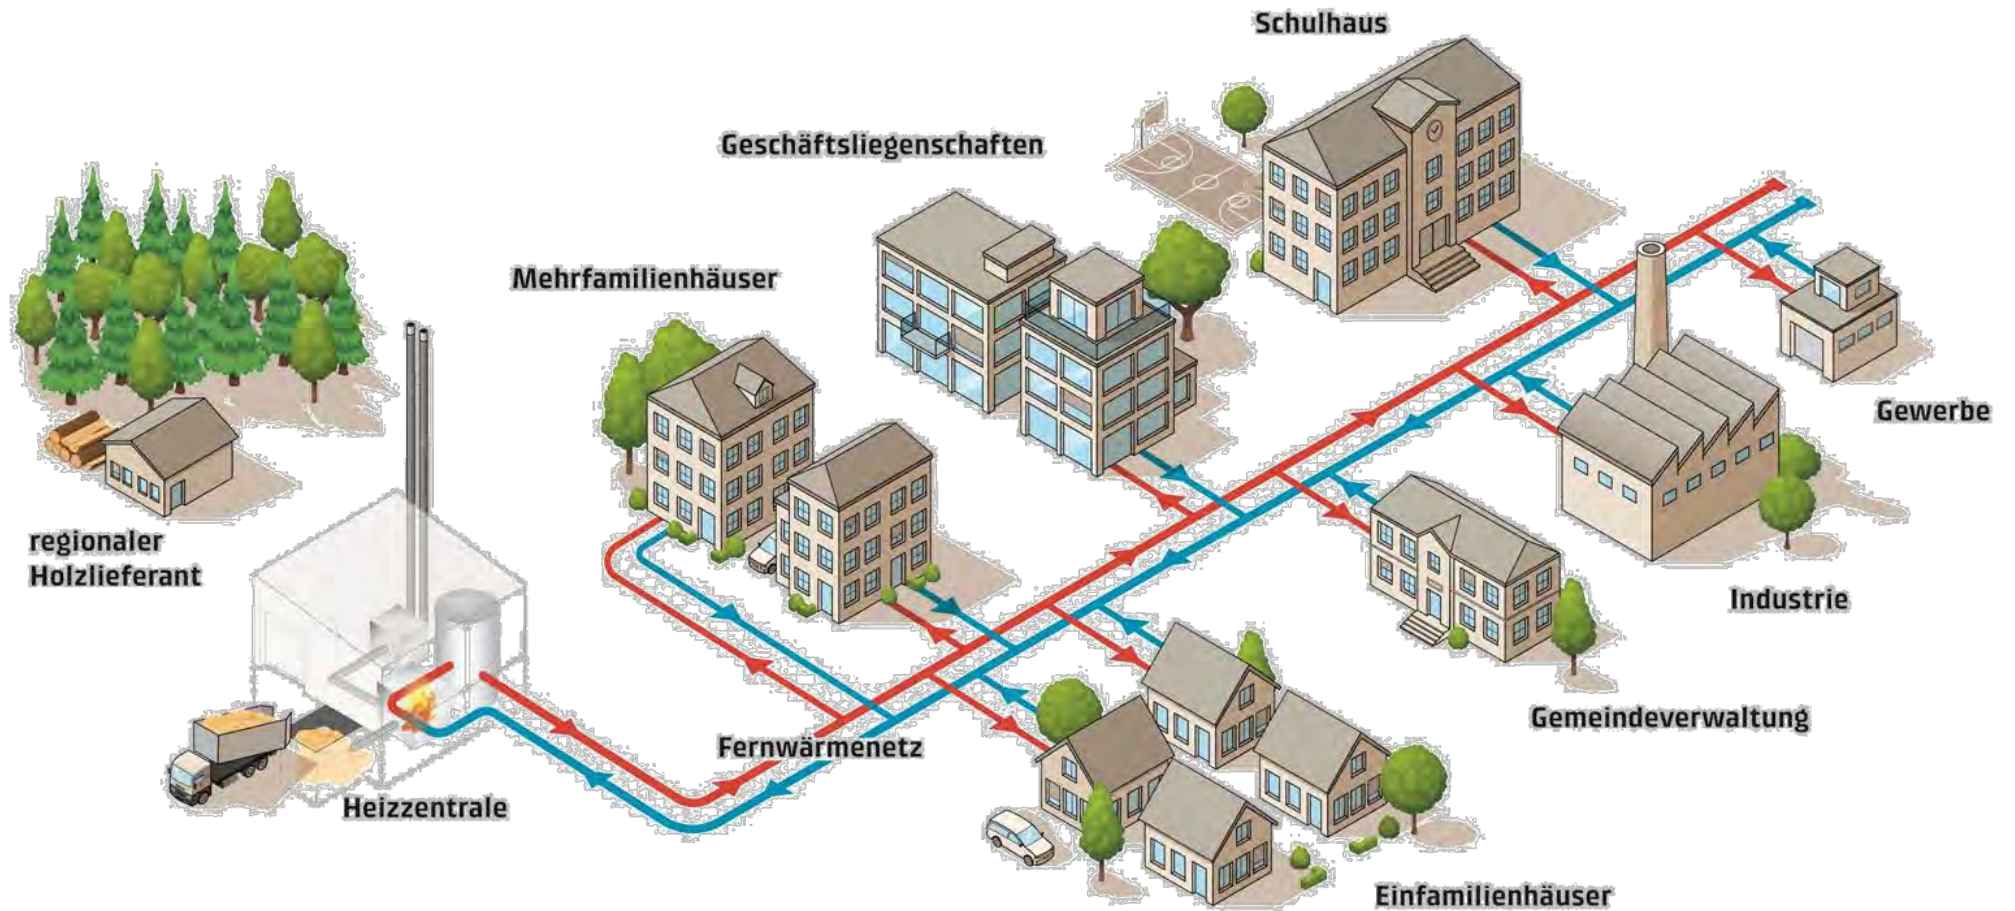 Schulhaus
Geschäftsliegenschaften
Mehrfamilienhäuser
Gewerbe
regionaler
Holzlieferant
Industrie
Gemeindeverwaltung
Fernwärmenetz
Heizzentrale
Einfamilienhäuser